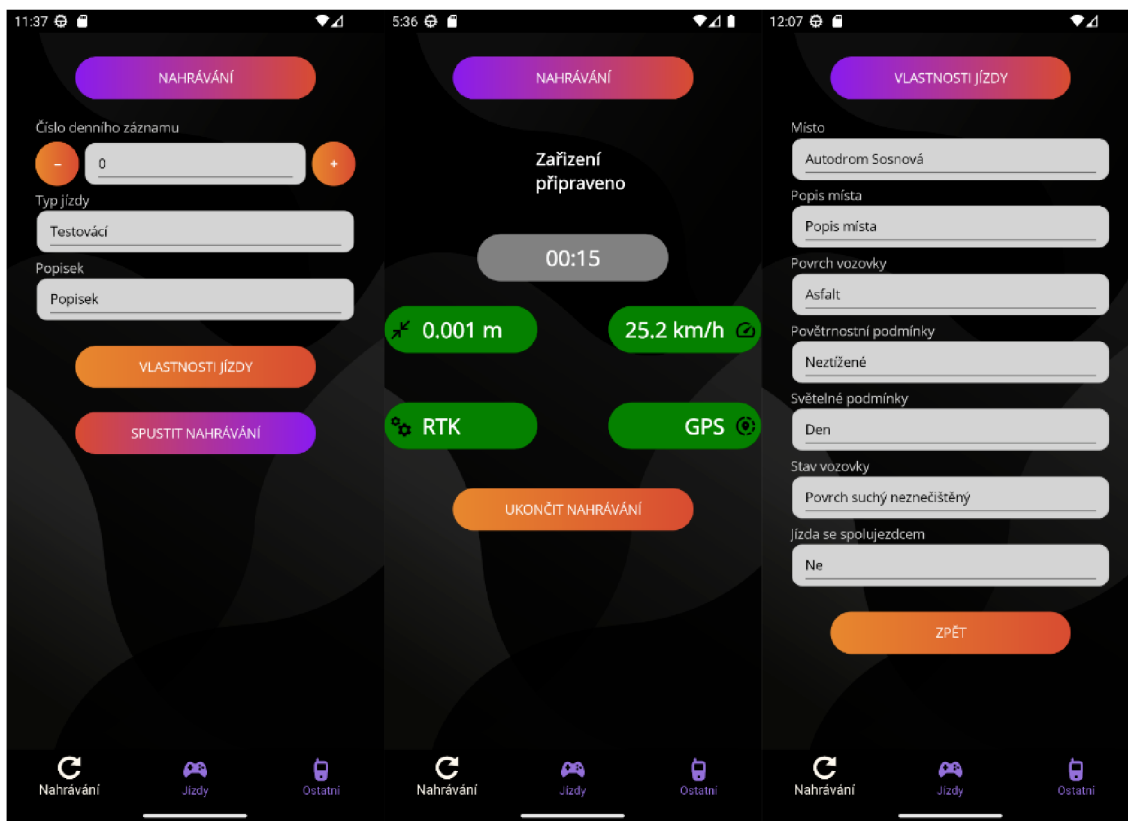 11:37
NAHRÁVÁNÍ
Číslo denního záznamu
-
0
+
Typ jízdy
Testovácí
Popisek
Popisek
VLASTNOSTI JÍZDY
SPUSTIT NAHRÁVÁNÍ
Nahrávání
Jízdy
Ostatní
5:36
NAHRÁVÁNÍ
Zařízení
připraveno
00:15
0.001 m
25.2 km/h
RTK
GPS
UKONČIT NAHRÁVÁNÍ
Nahrávání
Jízdy
Ostatní
12:07
VLASTNOSTI JÍZDY
Místo
Autodrom Sosnová
Popis místa
Popis místa
Povrch vozovky
Asfalt
Povětrnostní podmínky
Neztížené
Světelné podmínky
Den
Stav vozovky
Povrch suchý neznečištěný
Jízda se spolujezdcem
Ne
ZPĚT
Nahrávání
Jízdy
Ostatní